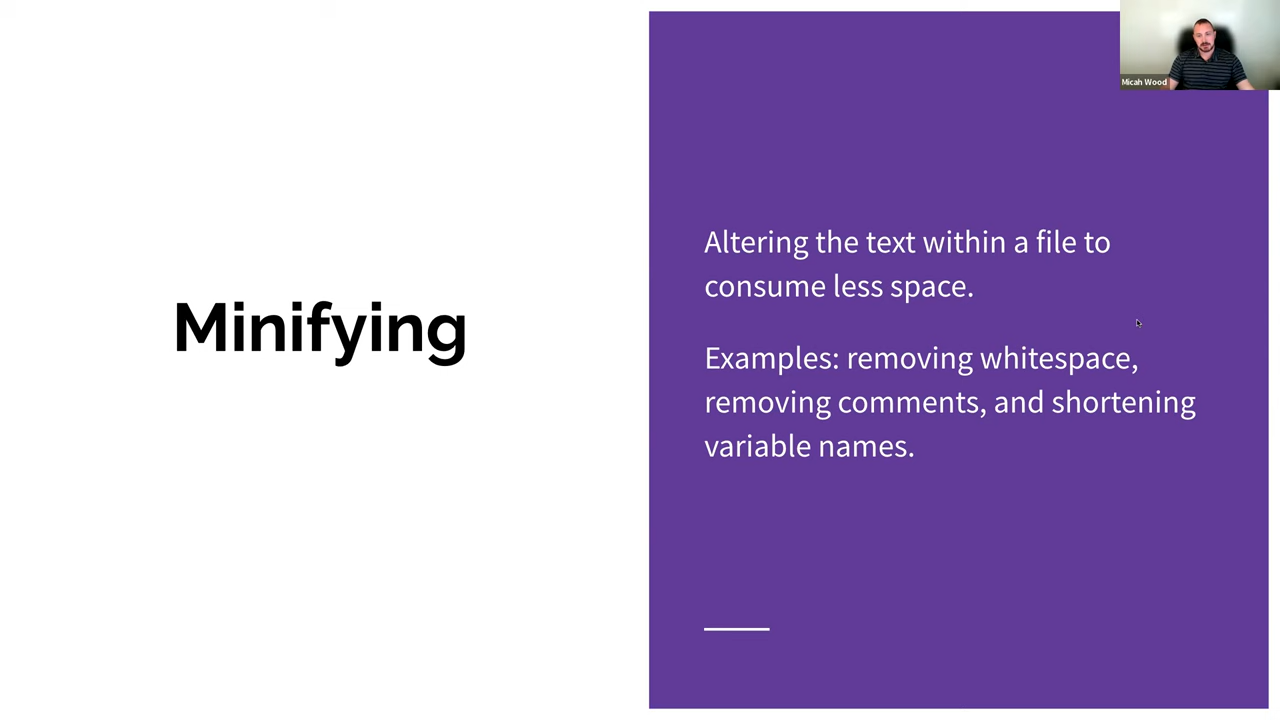 Minifying
Altering the text within a file to
consume less space.
Examples: removing whitespace,
removing comments, and shortening
variable names.
Micah Wood